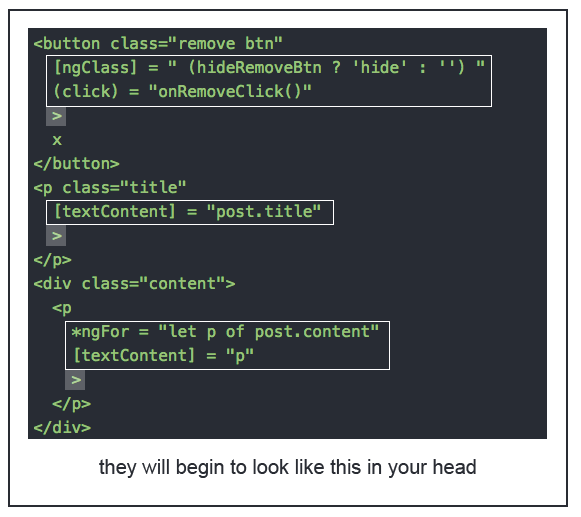 <button class="remove btn"
[ngClass] = " (hideRemoveBtn ? 'hide' : '') "
(click) = "onRemoveClick()"
>
x
</button>
<p class="title"
[textContent] = "post.title"
>
</p>
<div class="content">
<p
*ngFor = "let p of post.content"
[textContent] = "p"
>
</p>
</div>
they will begin to look like this in your head